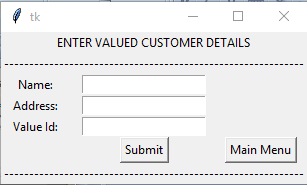 tk
ENTER VALUED CUSTOMER DETAILS
----------------------------------------------------------------------
Name:
Address:
Value Id:
Submit Main Menu
----------------------------------------------------------------------